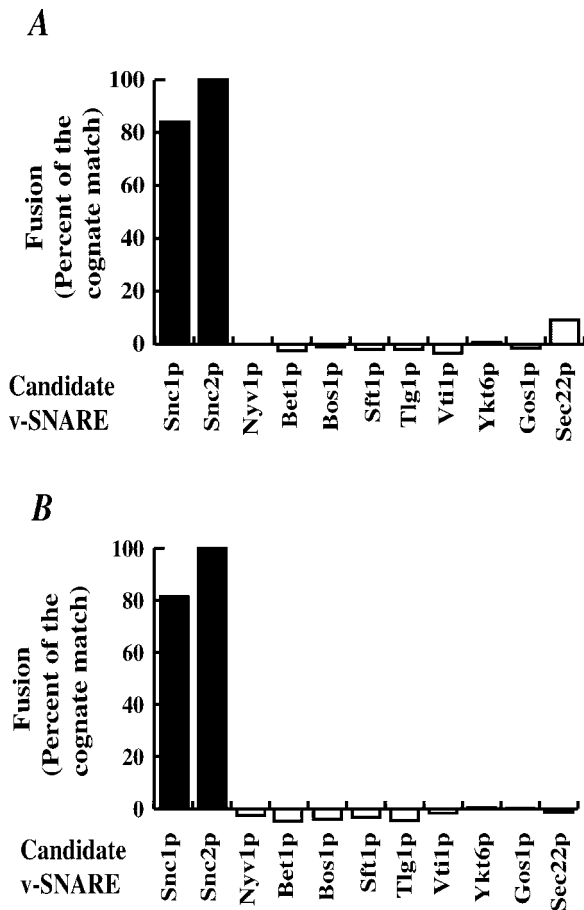 A
Fusion
(Percent of the
cognate match)
100
80
60
40
20
0
Candidate
v-SNARE
Snc1p
Snc2p
Nyv1p
Bet1p
Bos1p
Sft1p
Tlg1p
Vti1p
Ykt6p
Gos1p
Sec22p
B
Fusion
(Percent of the
cognate match)
100
80
60
40
20
0
Candidate
v-SNARE
Snc1p
Snc2p
Nyv1p
Bet1p
Bos1p
Sft1p
Tlg1p
Vti1p
Ykt6p
Gos1p
Sec22p